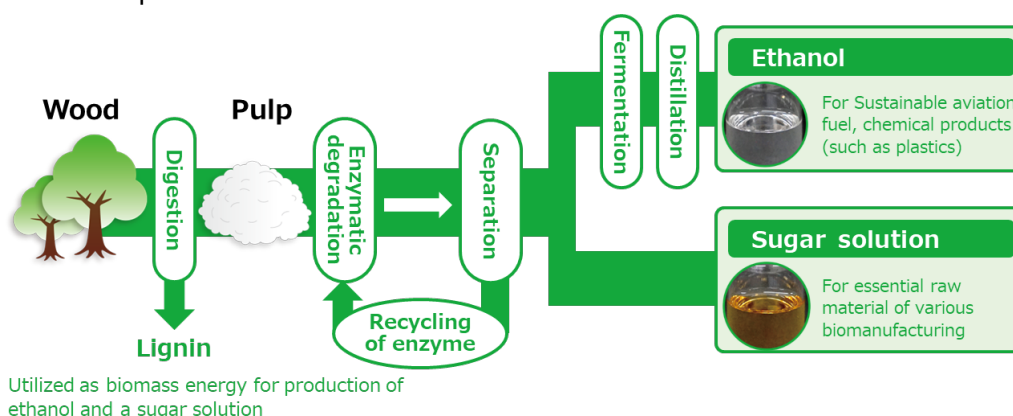 Wood
Pulp
Digestion
Enzymatic
degradation
Separation
Fermentation
Distillation
Ethanol
For Sustainable aviation
fuel, chemical products
(such as plastics)
Sugar solution
For essential raw
material of various
biomanufacturing
Recycling
of enzyme
Lignin
Utilized as biomass energy for production of
ethanol and a sugar solution